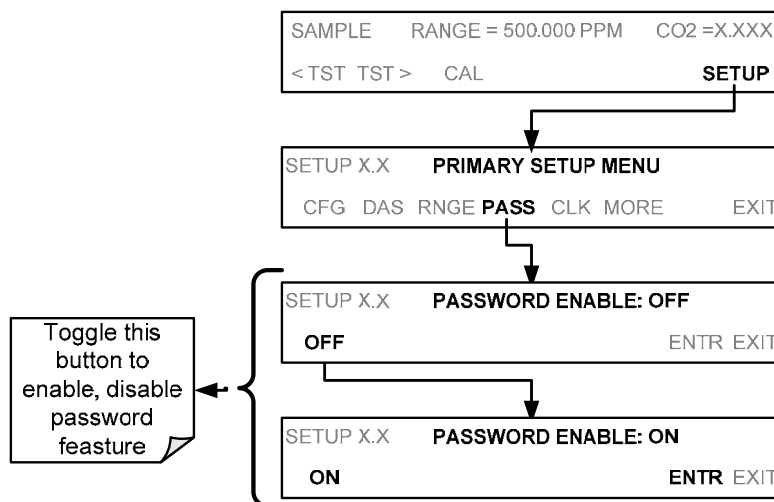 SAMPLE RANGE = 500.000 PPM CO2 =X.XXX
< TST TST > CAL SETUP
SETUP X.X PRIMARY SETUP MENU
CFG DAS RNGE PASS CLK MORE EXIT
SETUP X.X PASSWORD ENABLE: OFF
OFF ENTR EXIT
Toggle this
button to
enable, disable
password
feasture
SETUP X.X PASSWORD ENABLE: ON
ON ENTR EXIT